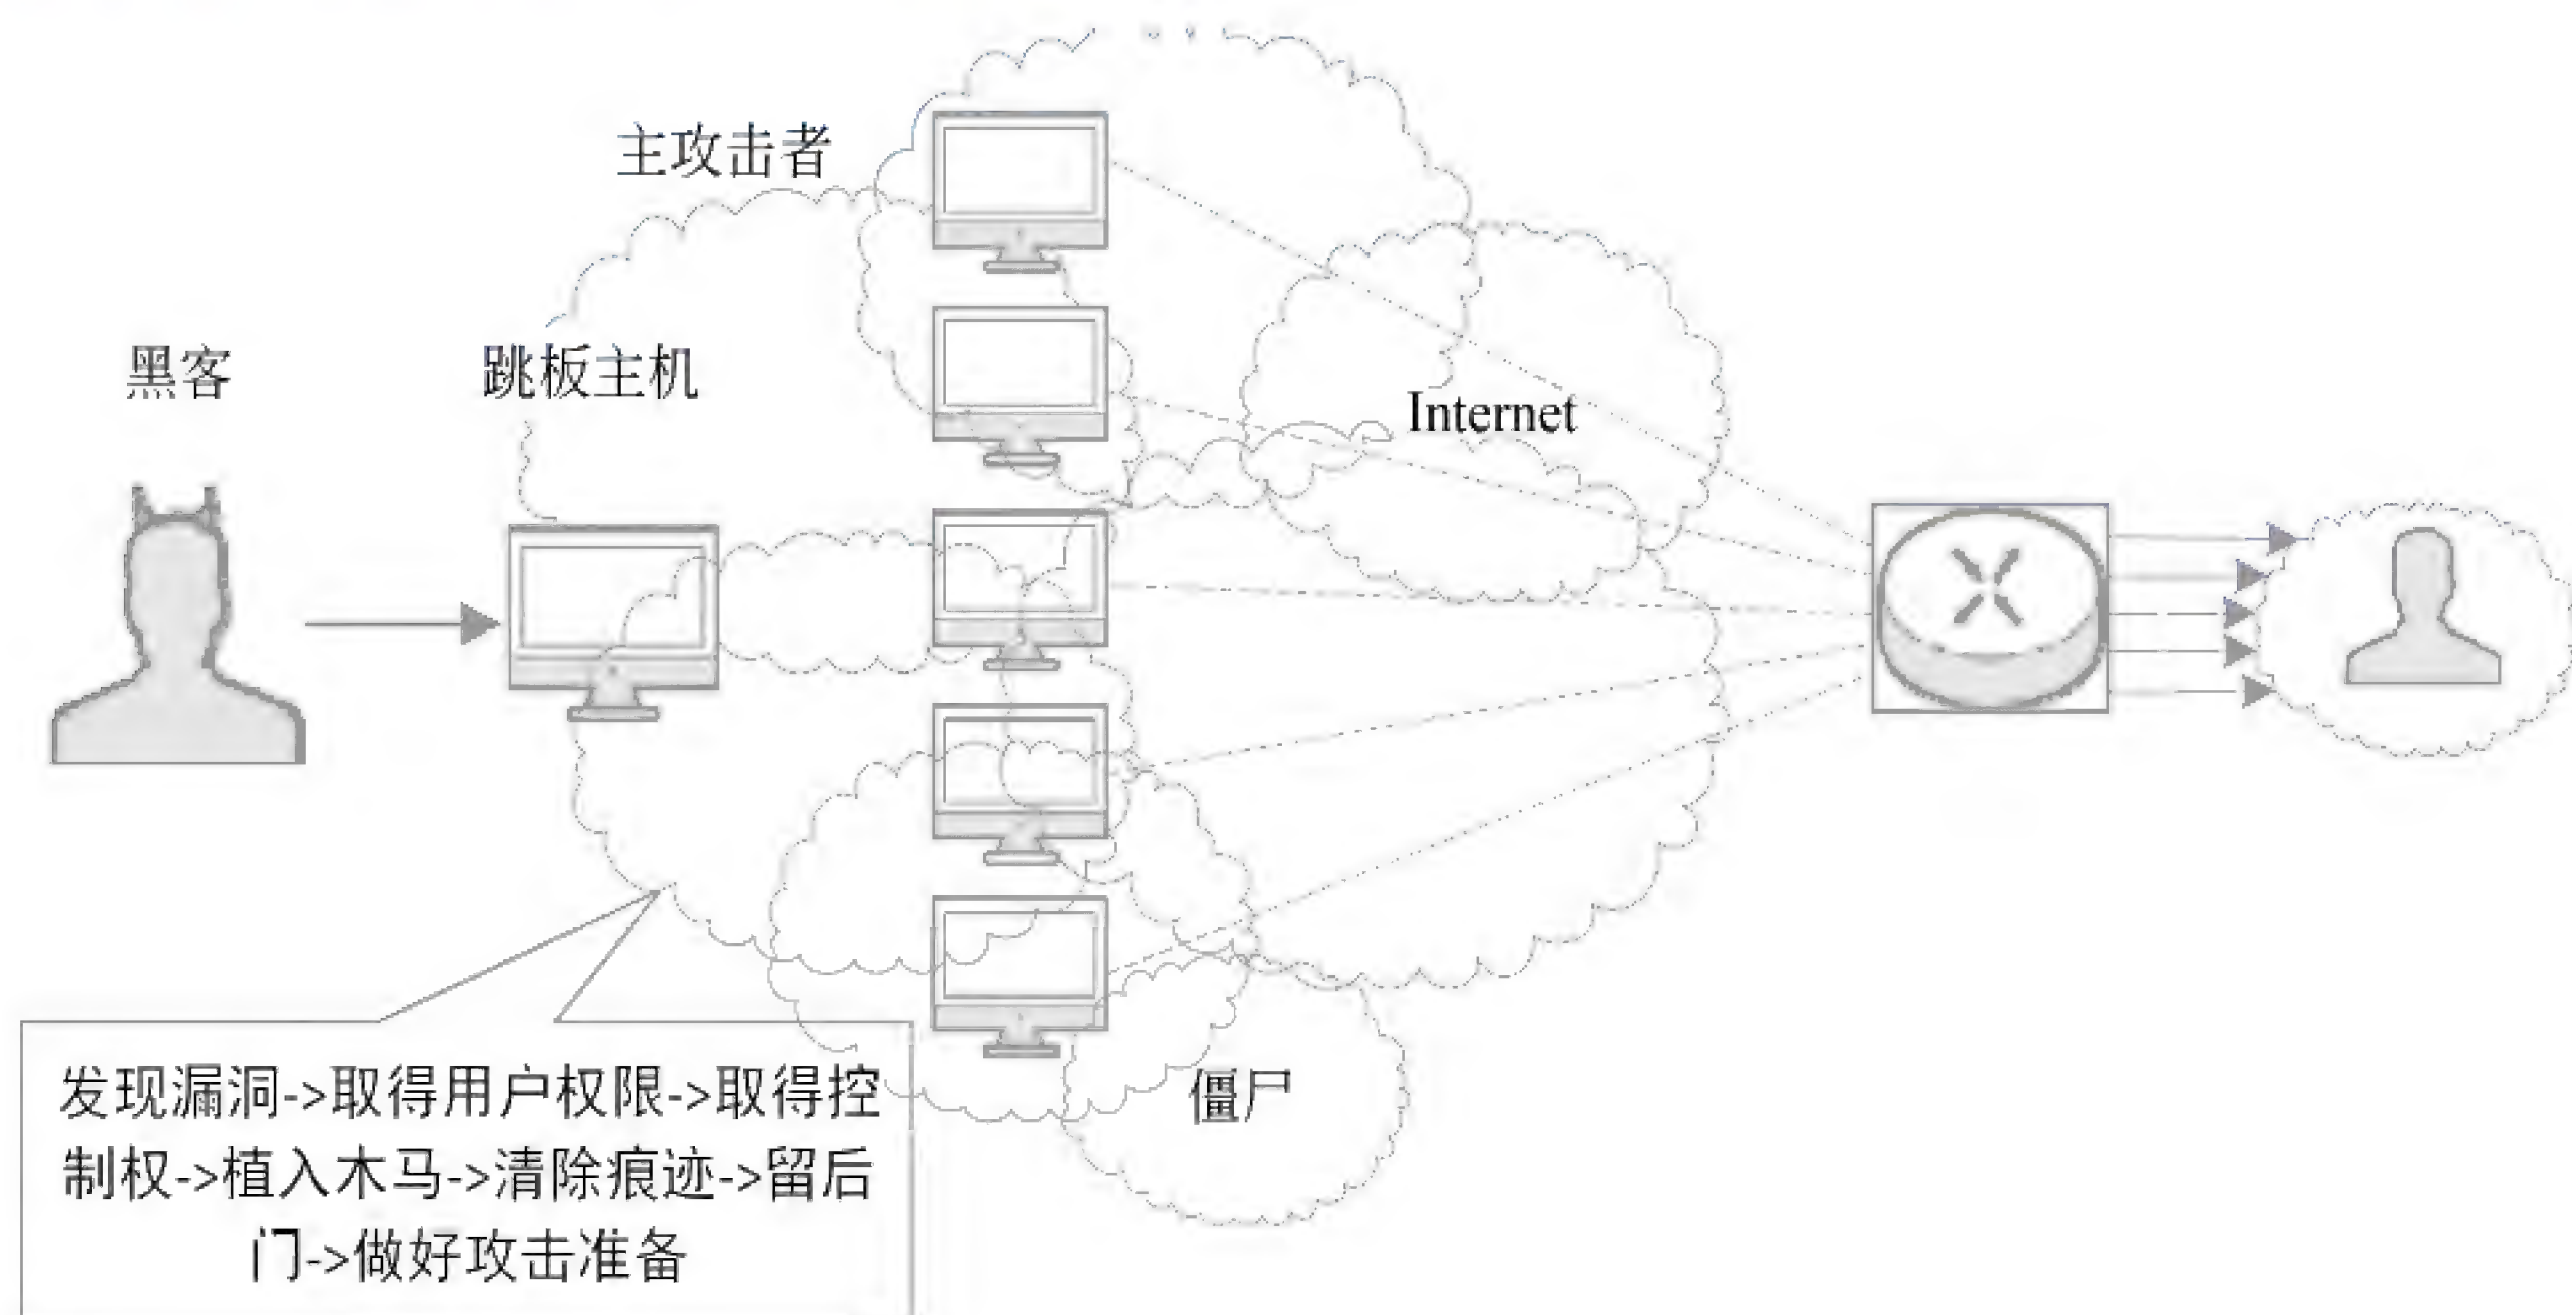 主攻击者
黑客
跳板主机
Internet
僵尸
发现漏洞->取得用户权限->取得控
制权->植入木马->清除痕迹->留后
门->做好攻击准备